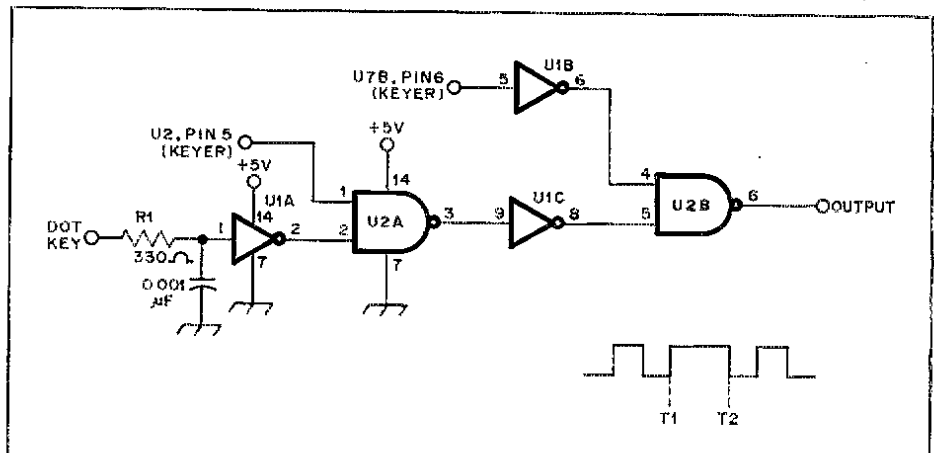 U7B, PIN6
(KEYER)
5
U1B
6
U2, PIN 5
(KEYER)
+5V
+5V
14
U1A
1
14
4
U2B
6
OUTPUT
5
DOT
KEY
R1
330Ω
1
14
2
2
U2A
3
9
U1C
8
7
7
0.001
µF
T1
T2